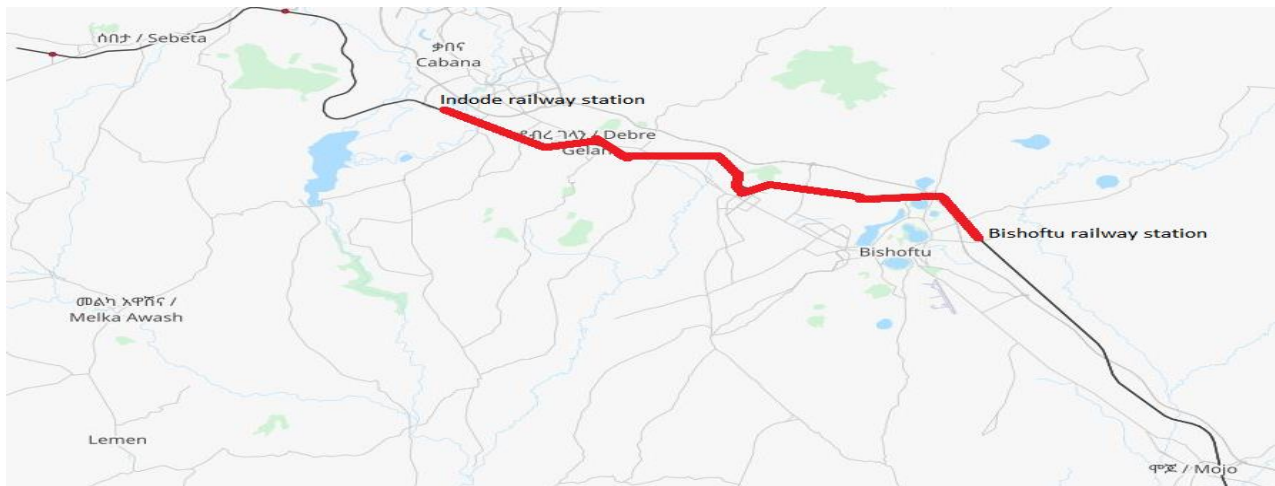 ሰበታ / Sebeta
ቃበና
Cabana
Indode railway station
ደብረ ገላን / Debre
Gelan
Bishoftu railway station
Bishoftu
መልካ አዋሽና /
Melka Awash
Lemen
ሞጆ / Mojo